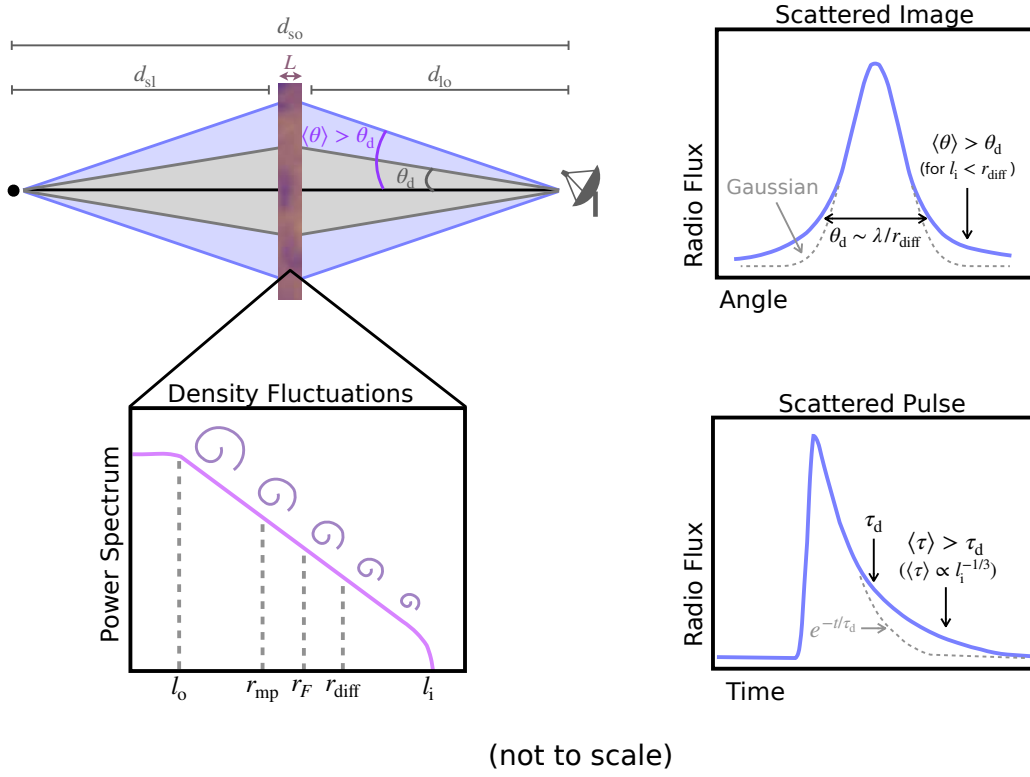 d_so
d_sl
L
d_lo
⟨θ⟩ > θ_d
θ_d
Density Fluctuations
Power Spectrum
l_o
r_mp
r_F
r_diff
l_i
Scattered Image
Radio Flux
Gaussian
⟨θ⟩ > θ_d
(for l_i < r_diff)
θ_d ∼ λ/r_diff
Angle
Scattered Pulse
Radio Flux
τ_d
⟨τ⟩ > τ_d
(⟨τ⟩ ∝ l_i^{-1/3})
e^{-t/τ_d}
Time
(not to scale)